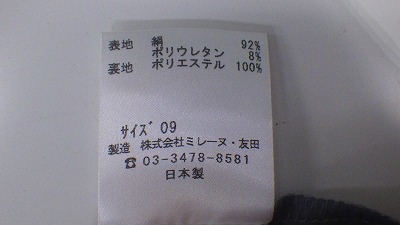 表地 絹 92%
ポリウレタン 8%
裏地 ポリエステル 100%
サイズ 09
製造 株式会社ミレーヌ・友田
☎ 03-3478-8581
日本製